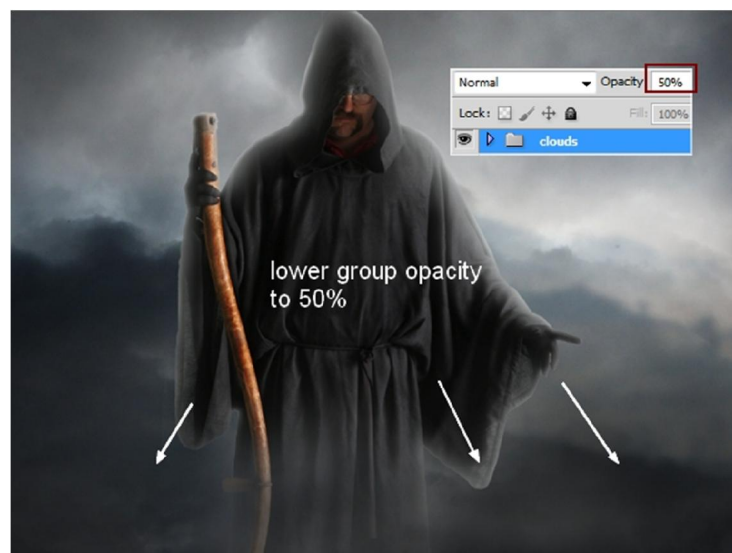 Normal Opacity 50%
Lock: Fill: 100%
clouds
lower group opacity
to 50%